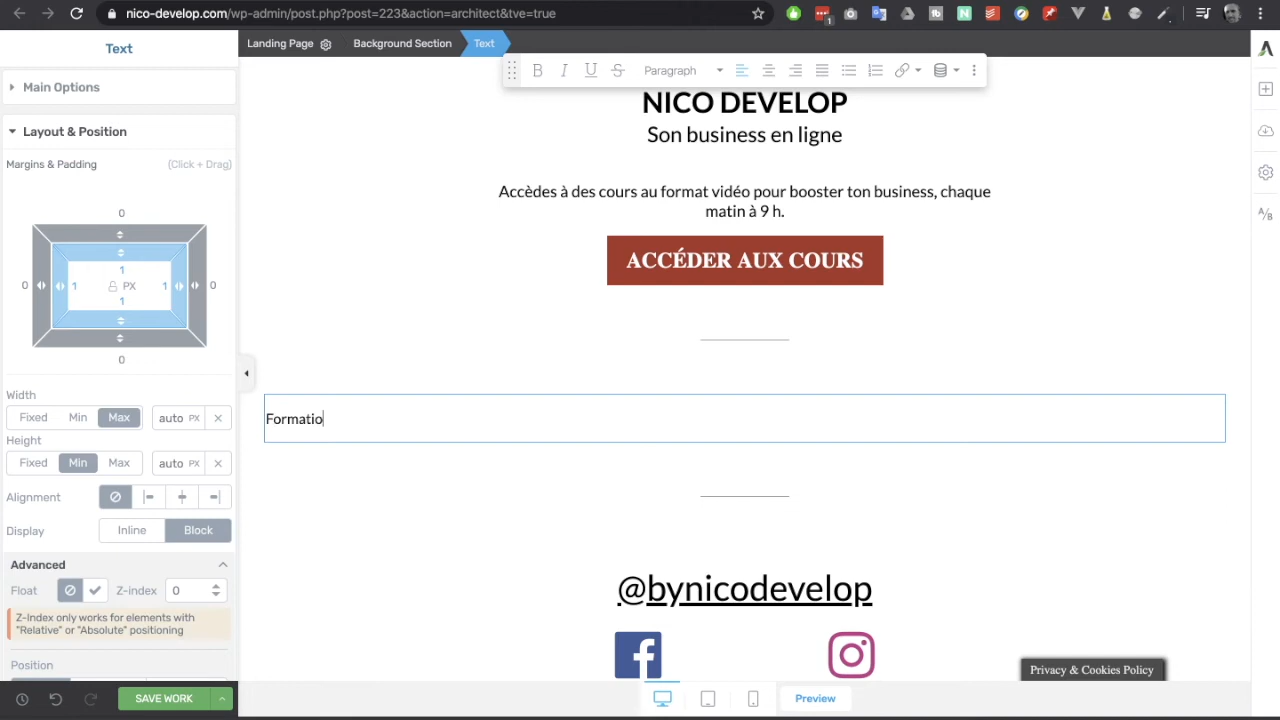 nico-develop.com/wp-admin/post.php?post=223&action=architect&tve=true
1
Text
Landing Page
Background Section
Text
Main Options
B I U S Paragraph
NICO DEVELOP
Layout & Position
Son business en ligne
Margins & Padding
(Click + Drag)
Accèdes à des cours au format vidéo pour booster ton business, chaque
matin à 9 h.
A/B
0
ACCÉDER AUX COURS
1
0 1 PX 1 0
1
0
Width
Fixed Min Max auto PX
Formatio
Height
Fixed Min Max auto PX
Alignment
Display
Inline Block
Advanced
Float
Z-index 0
@bynicodevelop
Z-Index only works for elements with
"Relative" or "Absolute" positioning
Position
Privacy & Cookies Policy
SAVE WORK
Preview